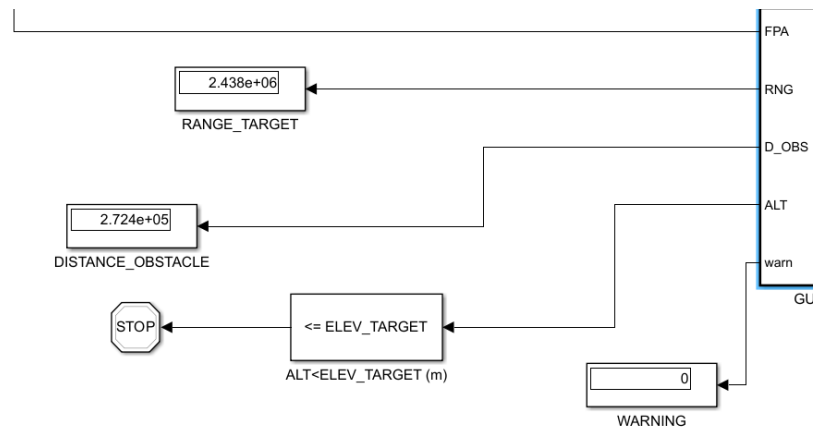 FPA
2.438e+06
RNG
RANGE_TARGET
D_OBS
2.724e+05
ALT
DISTANCE_OBSTACLE
warn
GU
STOP
<= ELEV_TARGET
ALT<ELEV_TARGET (m)
0
WARNING